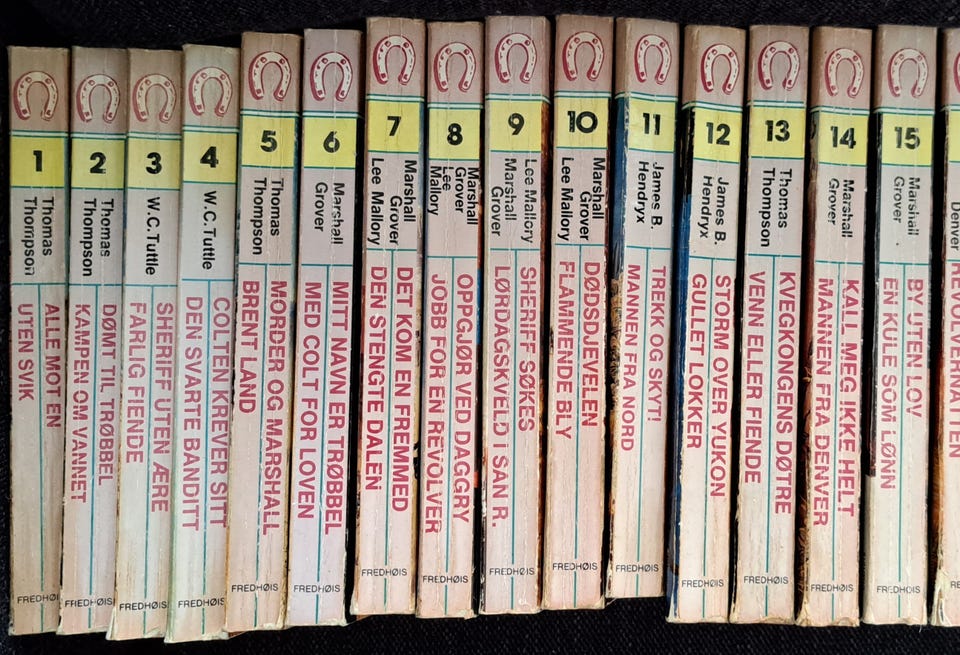 1
Thomas
Thompson
ALLE MOT EN
UTEN SVIK
FREDHØIS
2
Thomas
Thompson
DØMT TIL TRØBBEL
KAMPEN OM VANNET
FREDHØIS
3
W.C.Tuttle
SHERIFF UTEN ÆRE
FARLIG FIENDE
FREDHØIS
4
W.C.Tuttle
COLTEN KREVER SITT
DEN SVARTE BANDITT
FREDHØIS
5
Thomas
Thompson
MORDER OG MARSHALL
BRENT LAND
FREDHØIS
6
Marshall
Grover
MITT NAVN ER TRØBBEL
MED COLT FOR LOVEN
FREDHØIS
7
Marshall
Grover
Lee Mallory
DET KOM EN FREMMED
DEN STENGTE DALEN
FREDHØIS
8
Marshall
Grover
Lee
Mallory
OPPGJØR VED DAGGRY
JOBB FOR EN REVOLVER
FREDHØIS
9
Lee Mallory
Marshall
Grover
SHERIFF SØKES
LØRDAGSKVELD I SAN R.
FREDHØIS
10
Marshall
Grover
Lee Mallory
DØDSDJEVELEN
FLAMMENDE BLY
FREDHØIS
11
James B.
Hendryx
TREKK OG SKYT!
MANNEN FRA NORD
FREDHØIS
12
James B.
Hendryx
STORM OVER YUKON
GULLET LOKKER
FREDHØIS
13
Thomas
Thompson
KVEGKONGENS DØTRE
VENN ELLER FIENDE
FREDHØIS
14
Marshall
Grover
KALL MEG IKKE HELT
MANNEN FRA DENVER
FREDHØIS
15
Marshall
Grover
BY UTEN LOV
EN KULE SOM LØNN
FREDHØIS
Denver